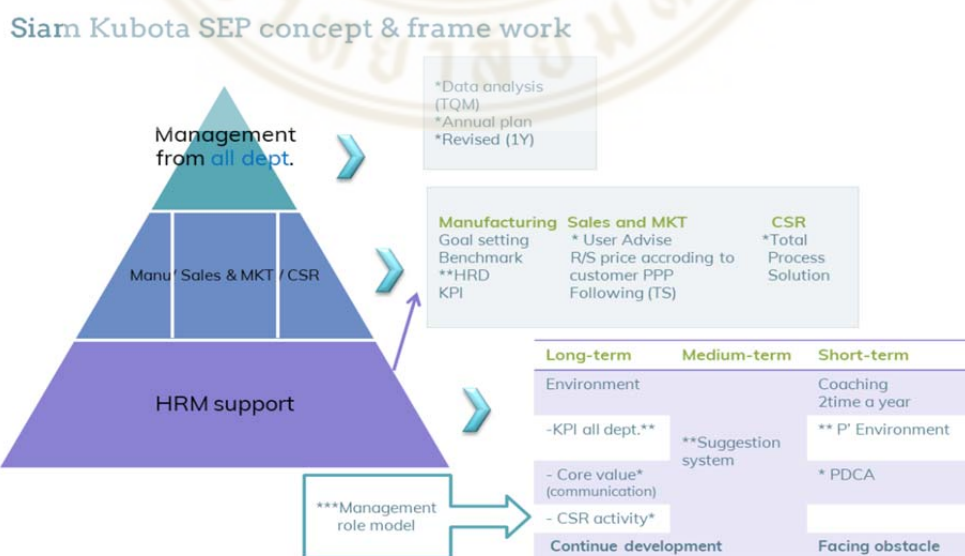 Siam Kubota SEP concept & frame work
*Data analysis
(TQM)
*Annual plan
*Revised (1Y)
Management
from all dept.
Manufacturing
Goal setting
Benchmark
**HRD
KPI
Sales and MKT
* User Advise
R/S price accroding to
customer PPP
Following (TS)
CSR
*Total
Process
Solution
Manu/ Sales & MKT / CSR
HRM support
Long-term Medium-term Short-term
Environment
Coaching
2time a year
-KPI all dept.**
**Suggestion
system
** P' Environment
- Core value*
(communication)
* PDCA
- CSR activity*
Continue development
Facing obstacle
***Management
role model